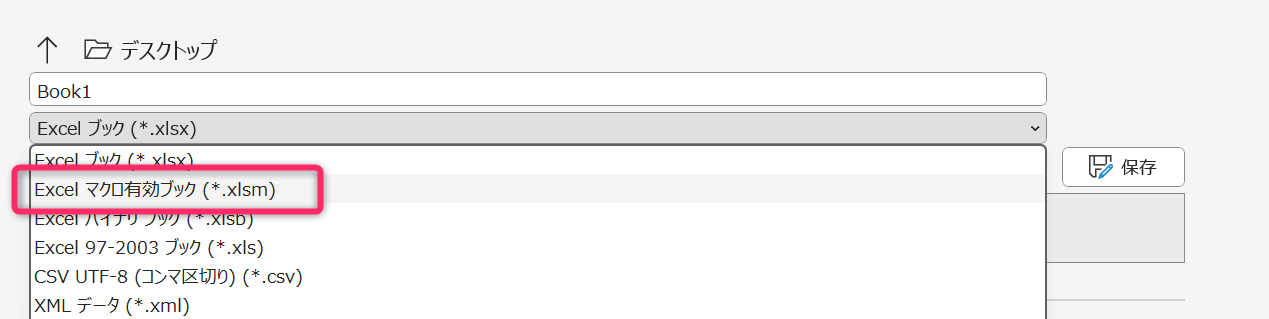 デスクトップ
Book1
Excel ブック (*.xlsx)
Excel ブック (*.xlsx)
Excel マクロ有効ブック (*.xlsm)
Excel バイナリ ブック (*.xlsb)
Excel 97-2003 ブック (*.xls)
CSV UTF-8 (コンマ区切り) (*.csv)
XML データ (*.xml)
保存